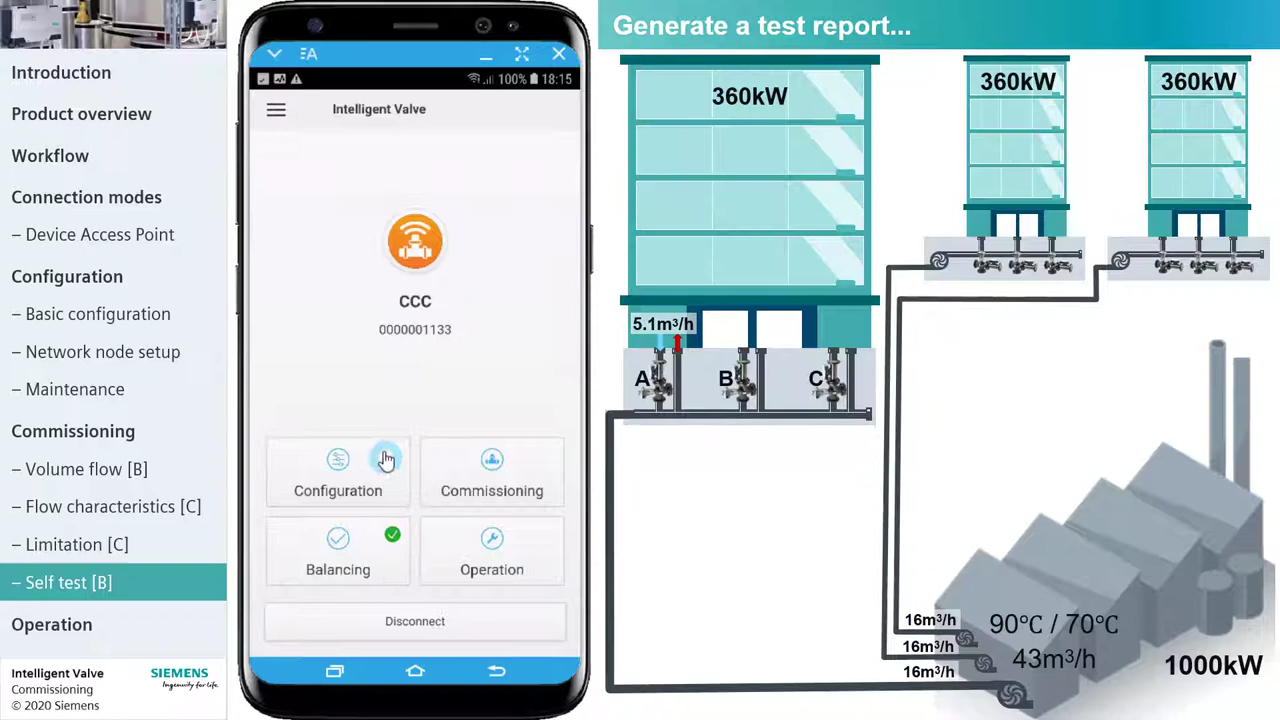 Introduction
Product overview
Workflow
Connection modes
– Device Access Point
Configuration
– Basic configuration
– Network node setup
– Maintenance
Commissioning
– Volume flow [B]
– Flow characteristics [C]
– Limitation [C]
– Self test [B]
Operation
Intelligent Valve
Commissioning
© 2020 Siemens
SIEMENS
Ingenuity for life
100% 18:15
Intelligent Valve
CCC
0000001133
Configuration
Commissioning
Balancing
Operation
Disconnect
Generate a test report...
360kW
360kW
360kW
5.1m³/h
A
B
C
16m³/h
16m³/h
16m³/h
90℃ / 70℃
43m³/h
1000kW